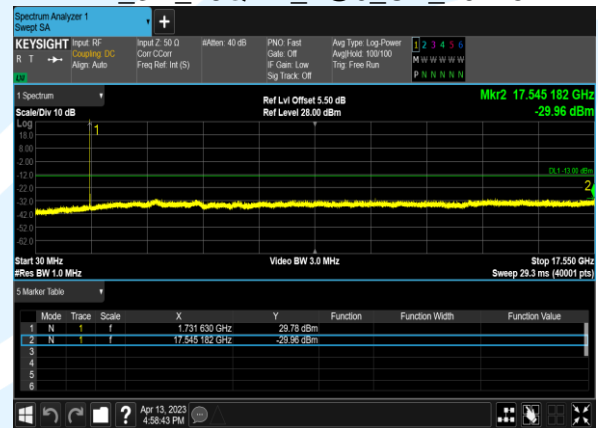 Spectrum Analyzer 1
Swept SA
KEYSIGHT Input: RF Input Z: 50 Ω #Atten: 40 dB PNO: Fast Avg Type: Log-Power 1 2 3 4 5 6
R T Coupling: DC Corr CCorr Gate: Off Avg|Hold: 100/100 M W W W W W
Align: Auto Freq Ref: Int (S) IF Gain: Low Trig: Free Run
Sig Track: Off P N N N N N
LXI
1 Spectrum Ref Lvl Offset 5.50 dB Mkr2 17.545 182 GHz
Scale/Div 10 dB Ref Level 28.00 dBm -29.96 dBm
Log
1
18.0
8.00
-2.00
DL1 -13.00 dBm
-12.0
-22.0
2
-32.0
-42.0
-52.0
-62.0
Start 30 MHz Video BW 3.0 MHz Stop 17.550 GHz
#Res BW 1.0 MHz Sweep 29.3 ms (40001 pts)
5 Marker Table
Mode Trace Scale X Y Function Function Width Function Value
1 N 1 f 1.731 630 GHz 29.78 dBm
2 N 1 f 17.545 182 GHz -29.96 dBm
3
4
5
6
Apr 13, 2023
4:58:43 PM